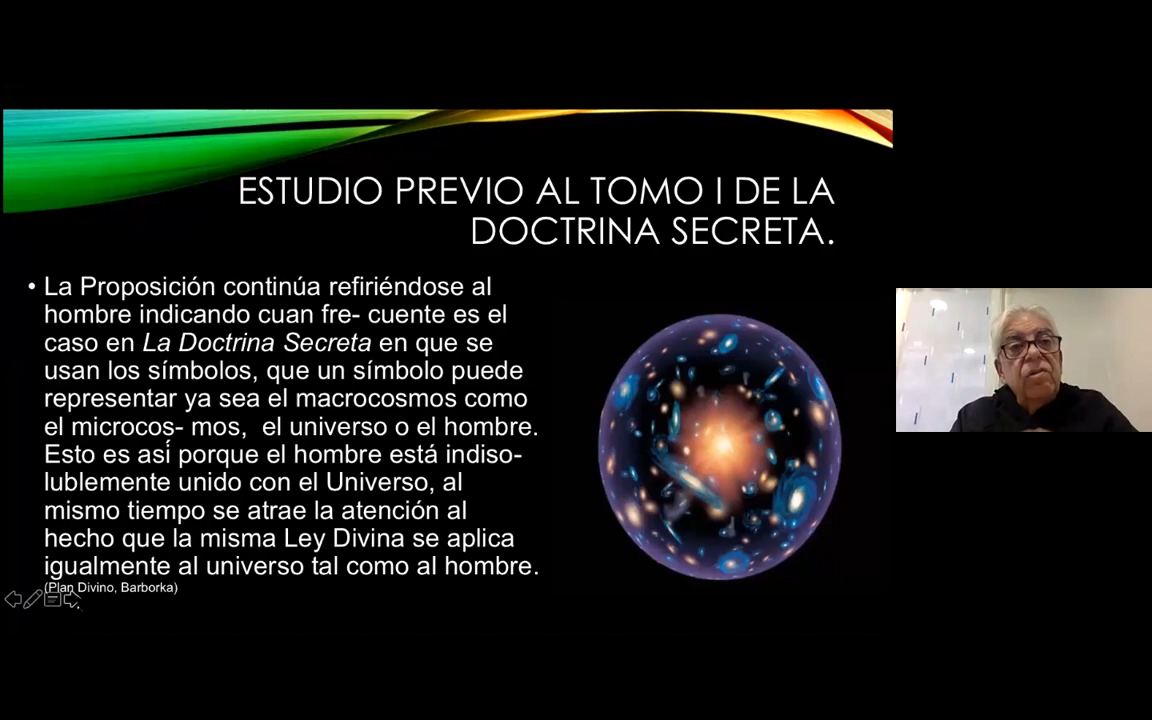 ESTUDIO PREVIO AL TOMO I DE LA
DOCTRINA SECRETA.
• La Proposición continúa refiriéndose al
hombre indicando cuan fre- cuente es el
caso en La Doctrina Secreta en que se
usan los símbolos, que un símbolo puede
representar ya sea el macrocosmos como
el microcos- mos,  el universo o el hombre.
Esto es así porque el hombre está indiso-
lublemente unido con el Universo, al
mismo tiempo se atrae la atención al
hecho que la misma Ley Divina se aplica
igualmente al universo tal como al hombre.
(Plan Divino, Barborka)
.